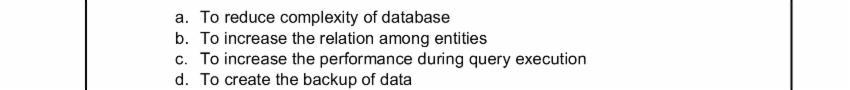 a. To reduce complexity of database
b. To increase the relation among entities
c. To increase the performance during query execution
d. To create the backup of data